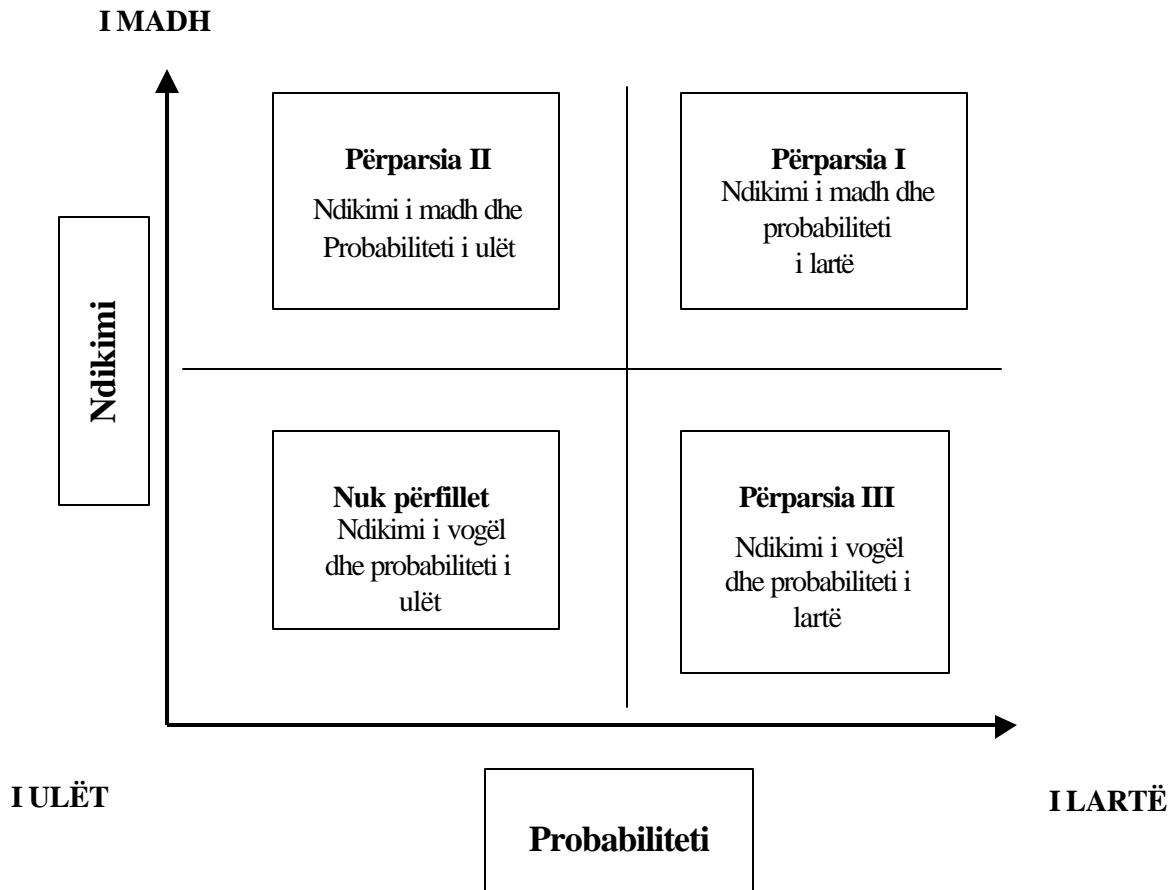 I MADH
Përparsia II
Ndikimi i madh dhe
Probabiliteti i ulët
Përparsia I
Ndikimi i madh dhe
probabiliteti
i lartë
Ndikimi
Nuk përfillet
Ndikimi i vogël
dhe probabiliteti i
ulët
Përparsia III
Ndikimi i vogël
dhe probabiliteti i
lartë
I ULËT
Probabiliteti
I LARTË